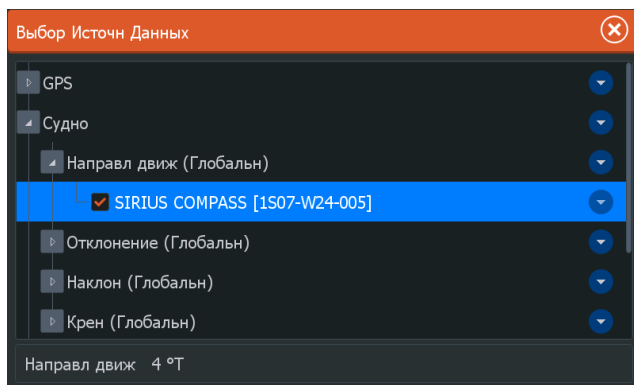 Выбор Источн Данных
GPS
Судно
Направл движ (Глобальн)
SIRIUS COMPASS [1S07-W24-005]
Отклонение (Глобальн)
Наклон (Глобальн)
Крен (Глобальн)
Направл движ 4 °T